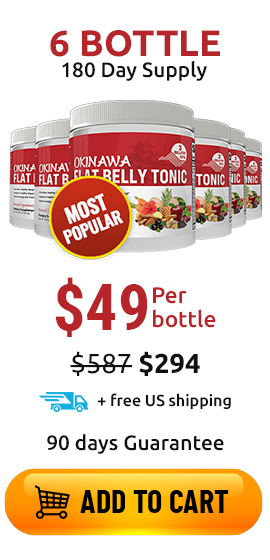 6 BOTTLE
180 Day Supply
OKINAWA
FLAT BELLY TONIC
MOST
POPULAR
$49 Per
bottle
$587 $294
+ free US shipping
90 days Guarantee
ADD TO CART